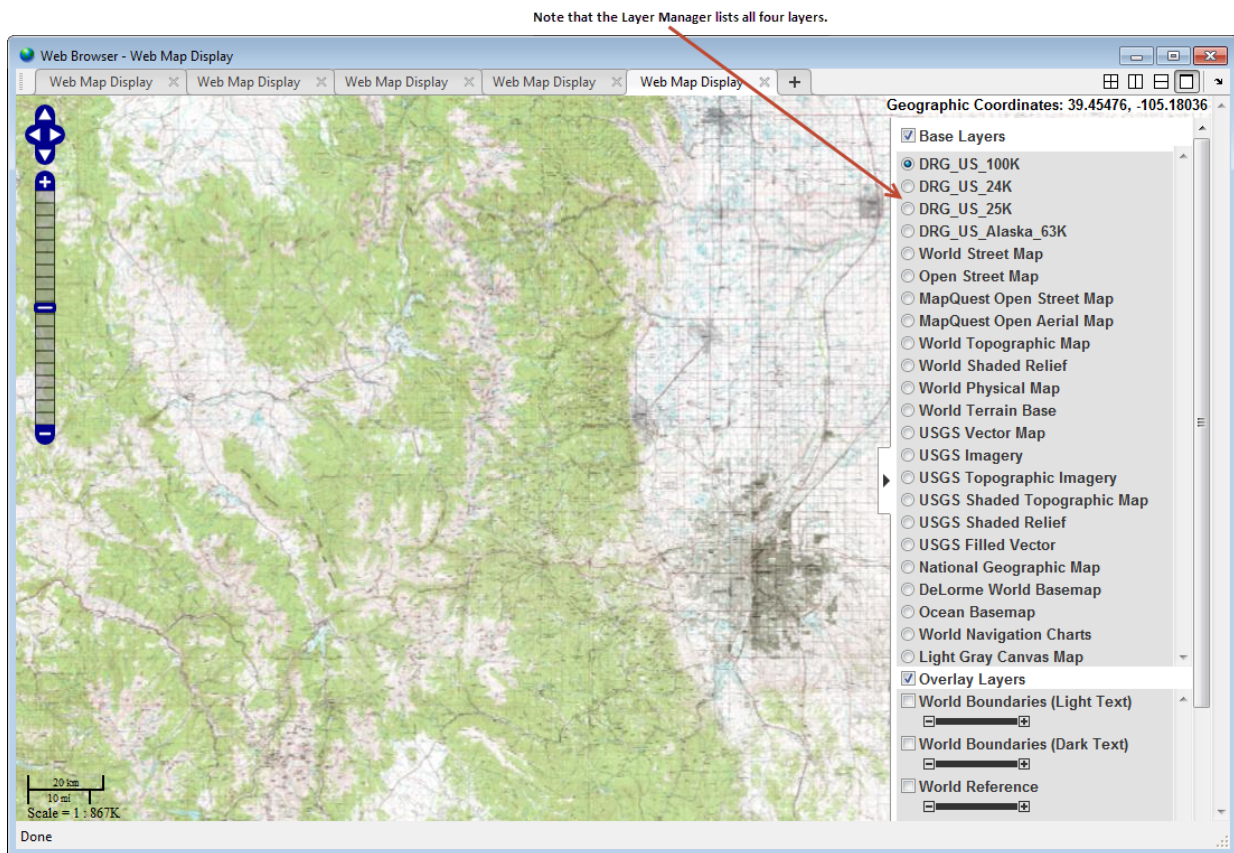 Note that the Layer Manager lists all four layers.
Web Browser - Web Map Display
Web Map Display Web Map Display Web Map Display Web Map Display Web Map Display
Geographic Coordinates: 39.45476, -105.18036
Base Layers
DRG_US_100K
DRG_US_24K
DRG_US_25K
DRG_US_Alaska_63K
World Street Map
Open Street Map
MapQuest Open Street Map
MapQuest Open Aerial Map
World Topographic Map
World Shaded Relief
World Physical Map
World Terrain Base
USGS Vector Map
USGS Imagery
USGS Topographic Imagery
USGS Shaded Topographic Map
USGS Shaded Relief
USGS Filled Vector
National Geographic Map
DeLorme World Basemap
Ocean Basemap
World Navigation Charts
Light Gray Canvas Map
Overlay Layers
World Boundaries (Light Text)
World Boundaries (Dark Text)
World Reference
20 km
10 mi
Scale = 1 : 867K
Done